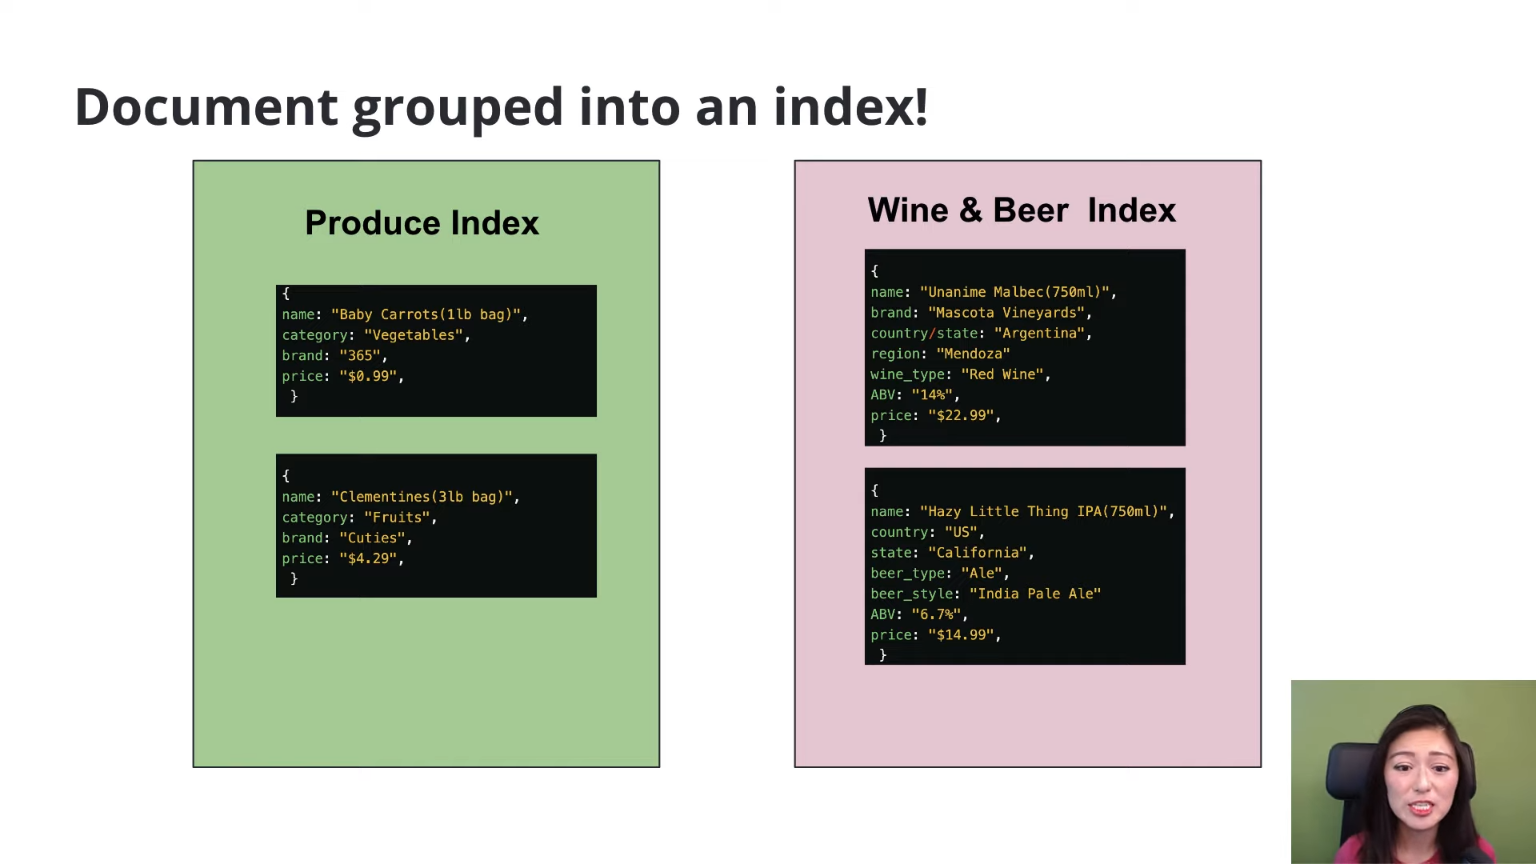 Document grouped into an index!
Produce Index
{
name: "Baby Carrots(1lb bag)",
category: "Vegetables",
brand: "365",
price: "$0.99",
}
{
name: "Clementines(3lb bag)",
category: "Fruits",
brand: "Cuties",
price: "$4.29",
}
Wine & Beer Index
{
name: "Unanime Malbec(750ml)",
brand: "Mascota Vineyards",
country/state: "Argentina",
region: "Mendoza"
wine_type: "Red Wine",
ABV: "14%",
price: "$22.99",
}
{
name: "Hazy Little Thing IPA(750ml)",
country: "US",
state: "California",
beer_type: "Ale",
beer_style: "India Pale Ale"
ABV: "6.7%",
price: "$14.99",
}